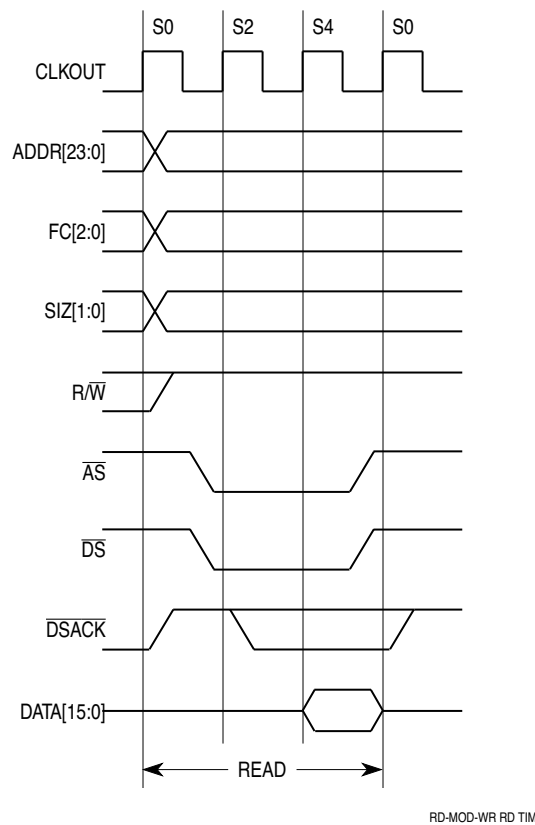 S0 S2 S4 S0
CLKOUT
ADDR[23:0]
FC[2:0]
SIZ[1:0]
R/W
AS
DS
DSACK
DATA[15:0]
READ
RD-MOD-WR RD TIM